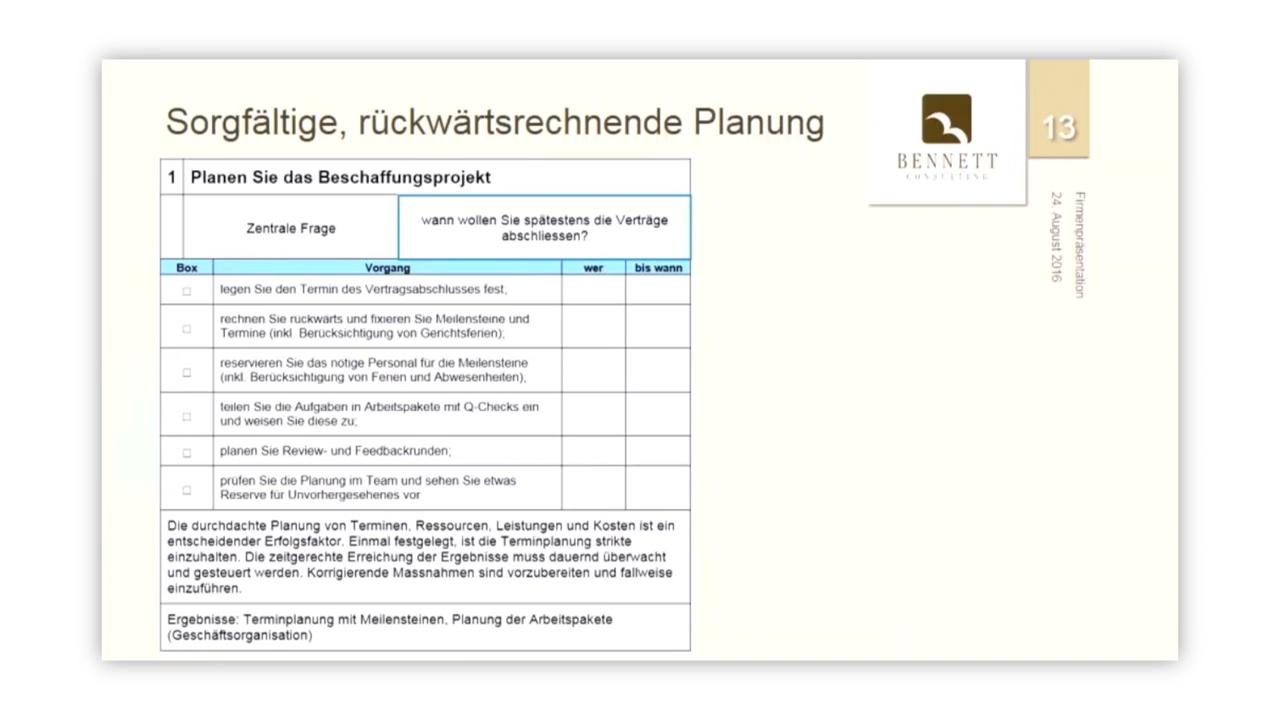 Sorgfältige, rückwärtsrechnende Planung
BENNETT
CONSULTING
13
Firmenpräsentation
24. August 2016
1 Planen Sie das Beschaffungsprojekt
Zentrale Frage
wann wollen Sie spätestens die Verträge
abschliessen?
Box Vorgang wer bis wann
legen Sie den Termin des Vertragsabschlusses fest;
rechnen Sie rückwärts und fixieren Sie Meilensteine und
Termine (inkl. Berücksichtigung von Gerichtsferien);
reservieren Sie das nötige Personal für die Meilensteine
(inkl. Berücksichtigung von Ferien und Abwesenheiten);
teilen Sie die Aufgaben in Arbeitspakete mit Q-Checks ein
und weisen Sie diese zu;
planen Sie Review- und Feedbackrunden;
prüfen Sie die Planung im Team und sehen Sie etwas
Reserve für Unvorhergesehenes vor
Die durchdachte Planung von Terminen, Ressourcen, Leistungen und Kosten ist ein
entscheidender Erfolgsfaktor. Einmal festgelegt, ist die Terminplanung strikte
einzuhalten. Die zeitgerechte Erreichung der Ergebnisse muss dauernd überwacht
und gesteuert werden. Korrigierende Massnahmen sind vorzubereiten und fallweise
einzuführen.
Ergebnisse: Terminplanung mit Meilensteinen, Planung der Arbeitspakete
(Geschäftsorganisation)